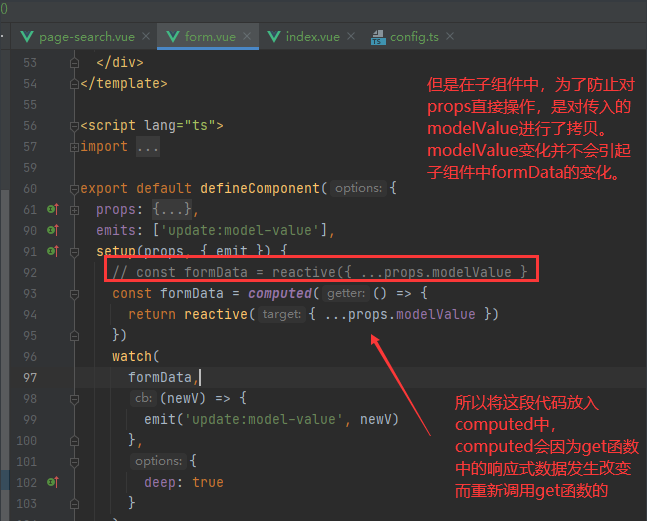 page-search.vue form.vue index.vue config.ts
53 </div>
54 </template>
55
56 <script lang="ts">
57 import ...
59
60 export default defineComponent( options: {
61 props: {...},
90 emits: ['update:model-value'],
91 setup(props, { emit }) {
92 // const formData = reactive({ ...props.modelValue }
93 const formData = computed( getter: () => {
94 return reactive( target: { ...props.modelValue })
95 })
96 watch(
97 formData,
98 cb: (newV) => {
99 emit('update:model-value', newV)
100 },
101 options: {
102 deep: true
103 }
但是在子组件中，为了防止对
props直接操作，是对传入的
modelValue进行了拷贝。
modelValue变化并不会引起
子组件中formData的变化。
所以将这段代码放入
computed中，
computed会因为get函数
中的响应式数据发生改变
而重新调用get函数的